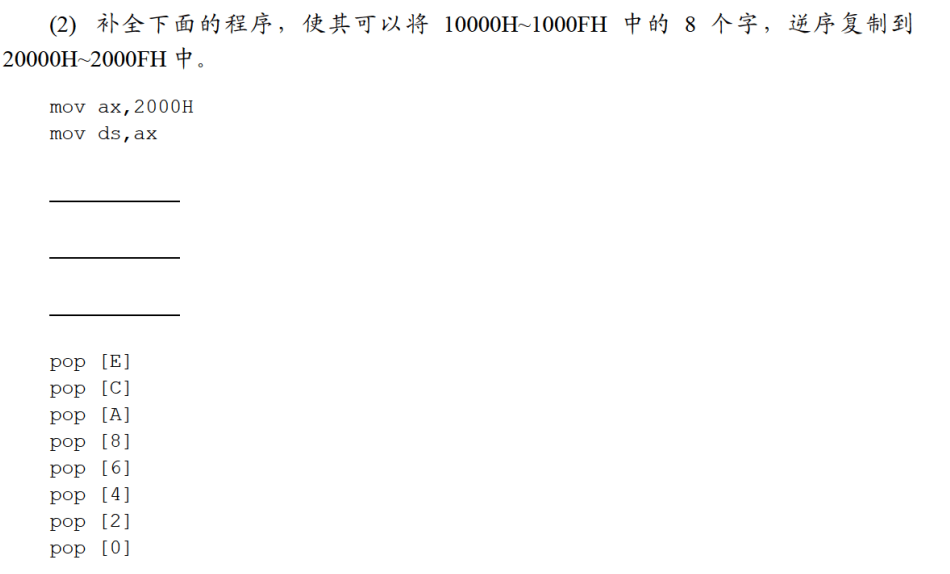 (2) 补全下面的程序，使其可以将 10000H~1000FH 中的 8 个字，逆序复制到
20000H~2000FH 中。
mov ax,2000H
mov ds,ax
pop [E]
pop [C]
pop [A]
pop [8]
pop [6]
pop [4]
pop [2]
pop [0]